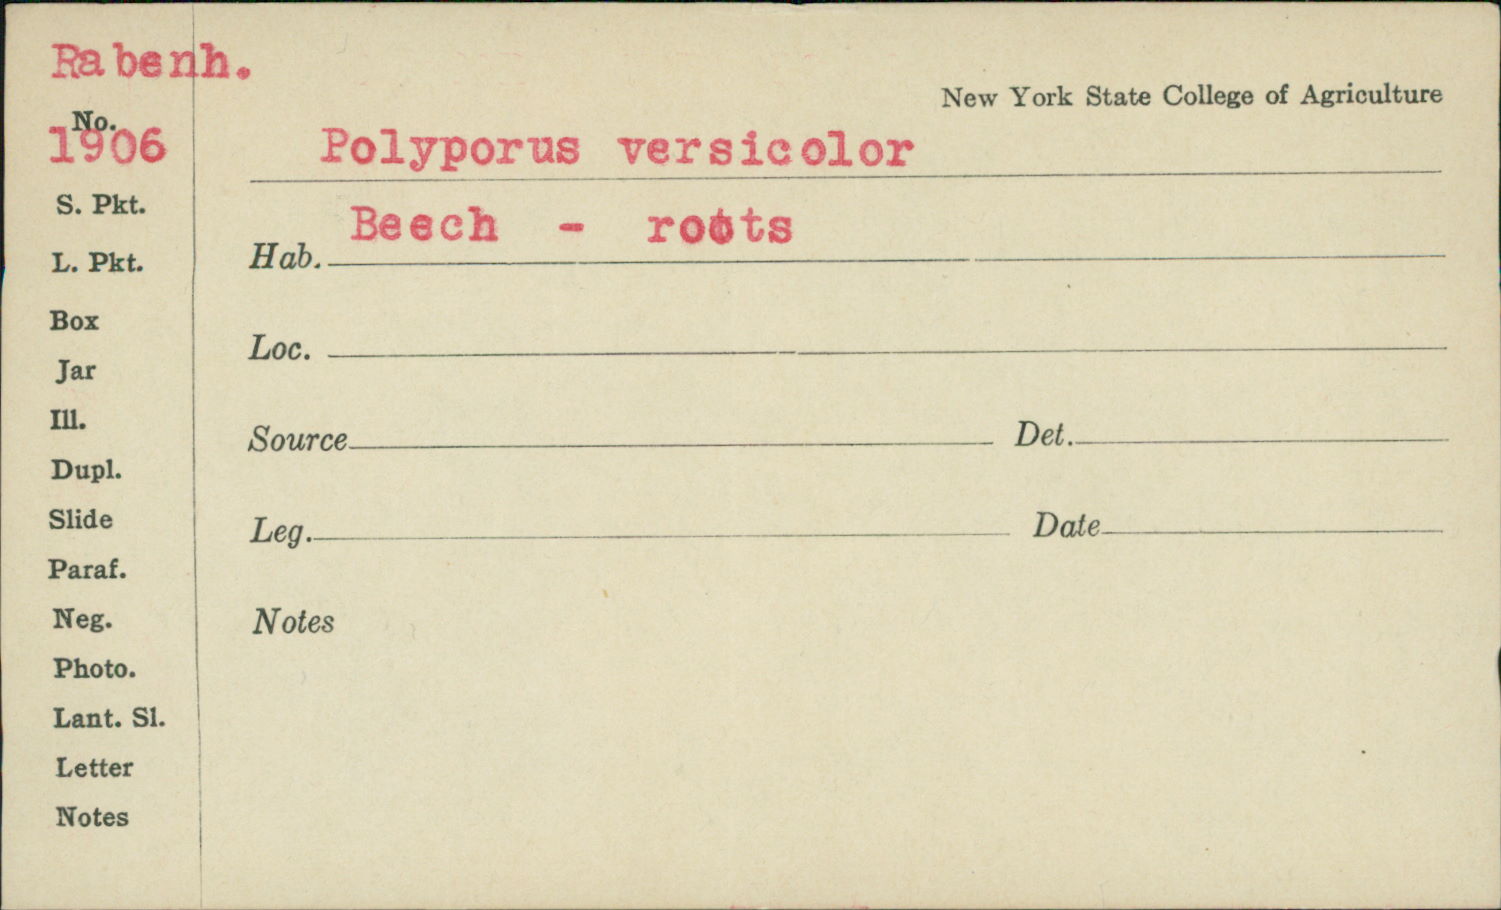 Rabenh.
New York State College of Agriculture
No.
1906
Polyporus versicolor
S. Pkt.
Hab. Beech - roots
L. Pkt.
Box
Loc.
Jar
Ill.
Source Det.
Dupl.
Slide
Leg. Date
Paraf.
Neg.
Notes
Photo.
Lant. Sl.
Letter
Notes